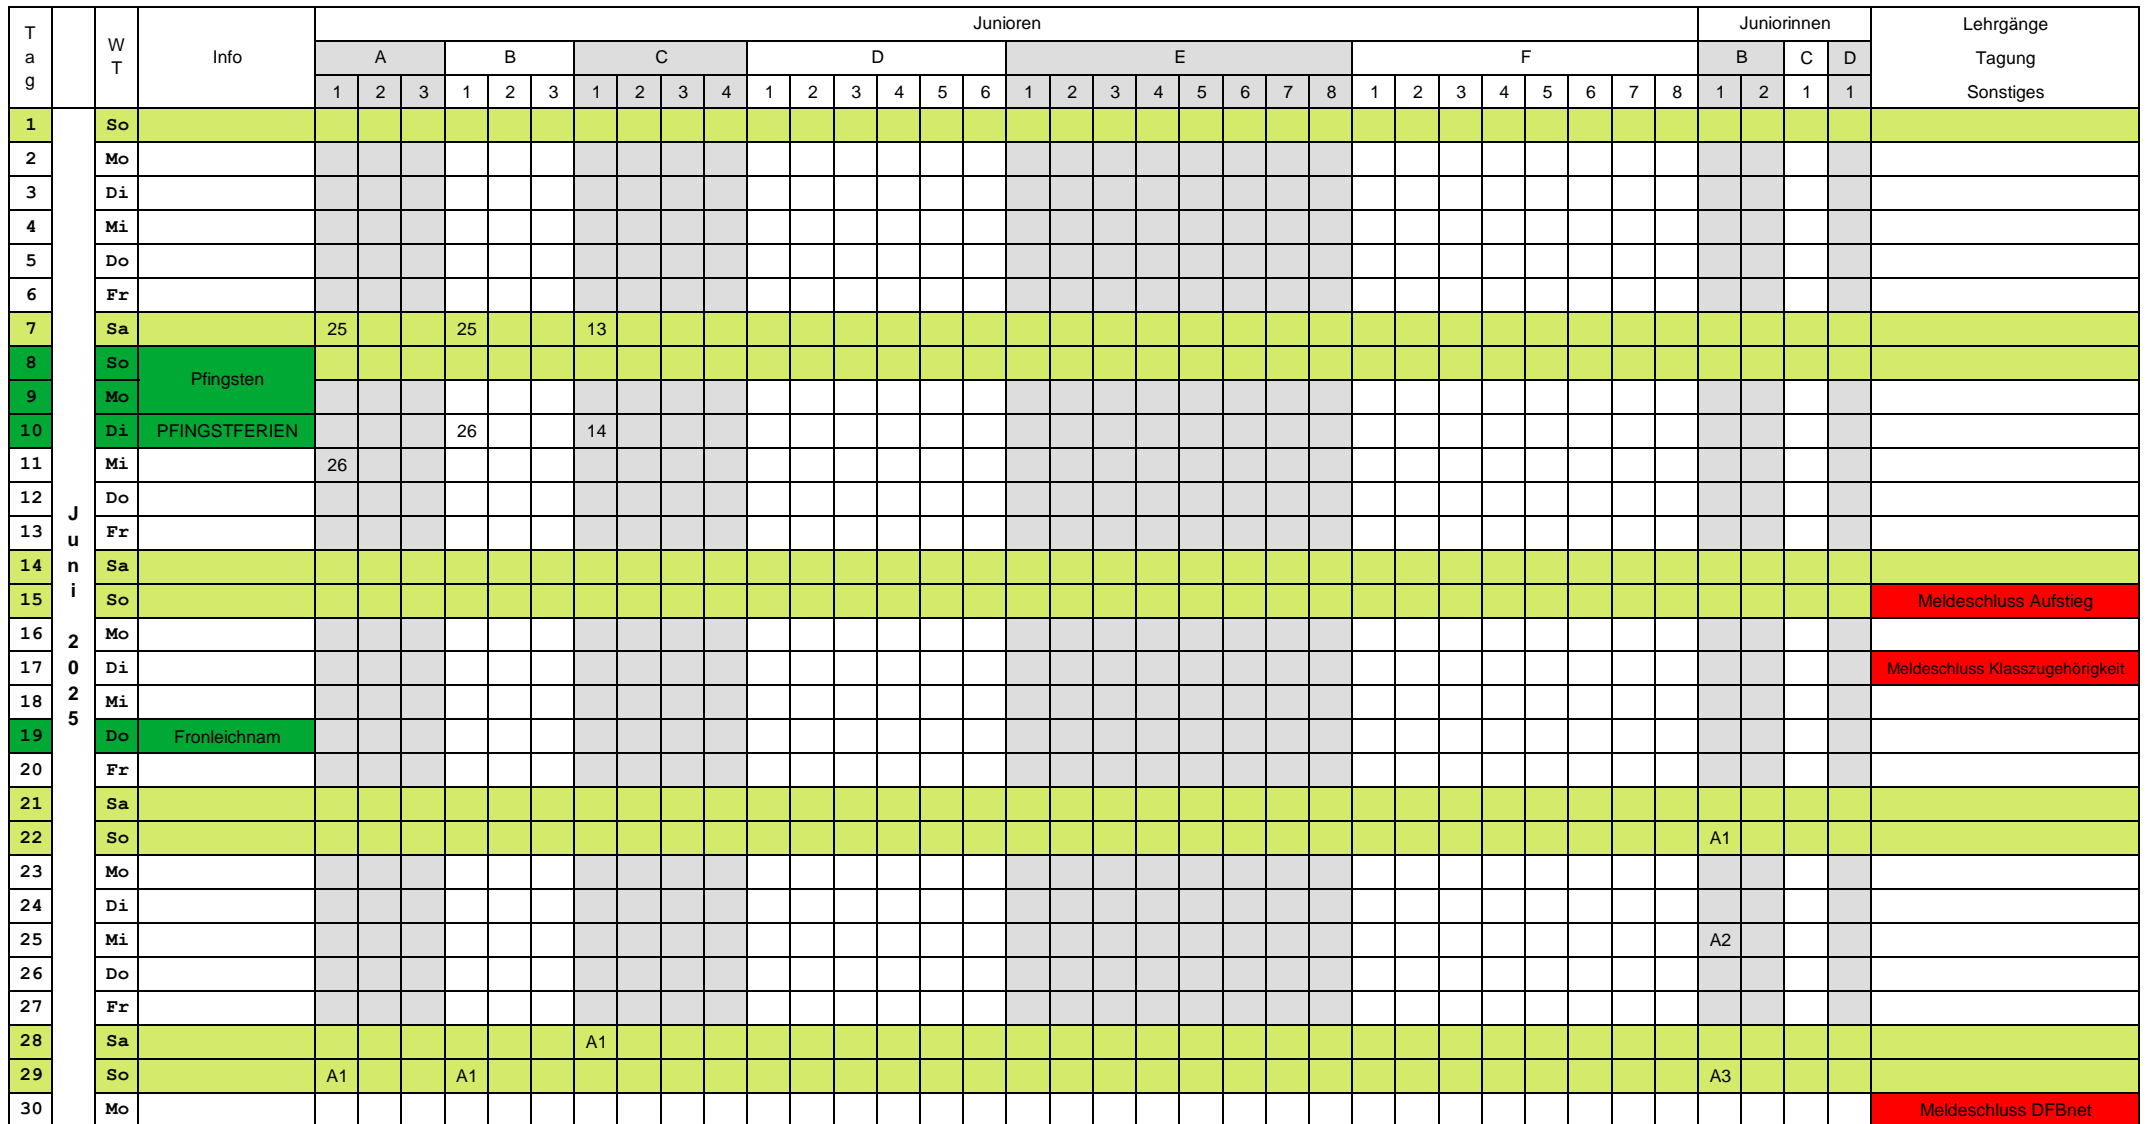 Tag WT Info Junioren Juniorinnen Lehrgänge
A B C D E F B C D Tagung
1 2 3 1 2 3 1 2 3 4 1 2 3 4 5 6 1 2 3 4 5 6 7 8 1 2 3 4 5 6 7 8 1 2 1 1 Sonstiges
Juni 2025
1 So
2 Mo
3 Di
4 Mi
5 Do
6 Fr
7 Sa 25 25 13
8 So Pfingsten
9 Mo
10 Di PFINGSTFERIEN 26 14
11 Mi 26
12 Do
13 Fr
14 Sa
15 So Meldeschluss Aufstieg
16 Mo
17 Di Meldeschluss Klasszugehörigkeit
18 Mi
19 Do Fronleichnam
20 Fr
21 Sa
22 So A1
23 Mo
24 Di
25 Mi A2
26 Do
27 Fr
28 Sa A1
29 So A1 A1 A3
30 Mo Meldeschluss DFBnet